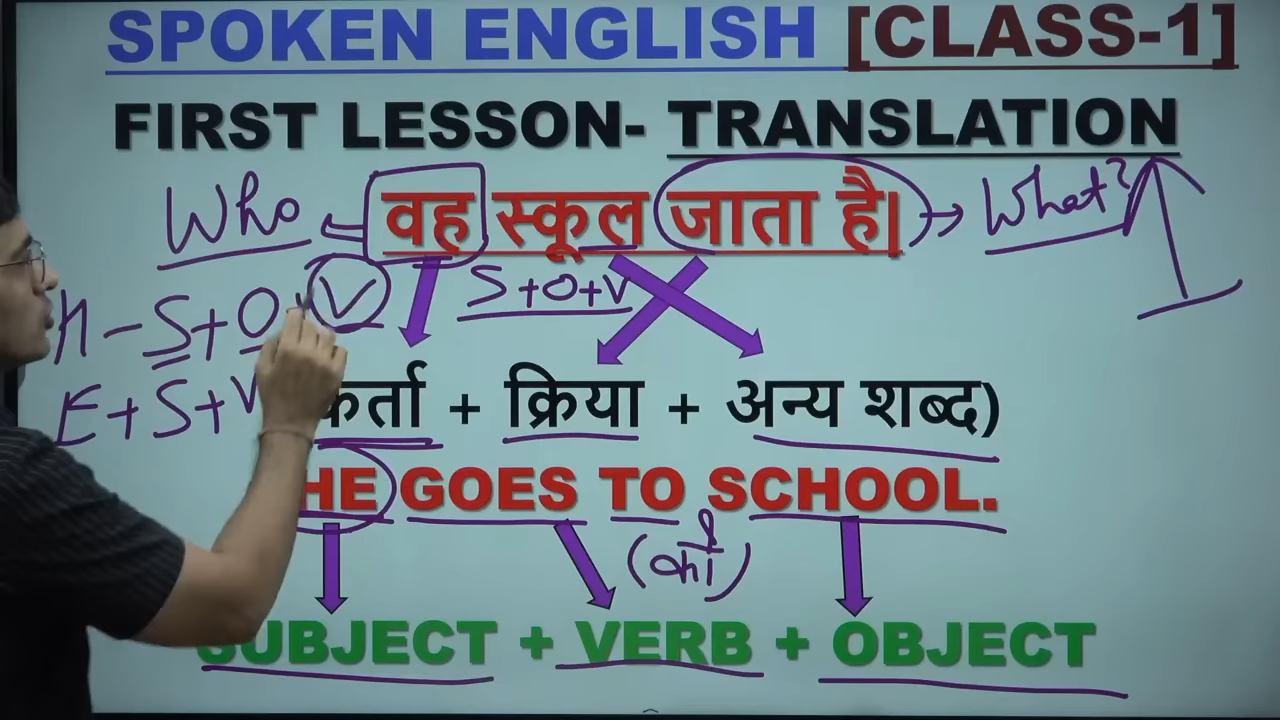 SPOKEN ENGLISH [CLASS-1]
FIRST LESSON- TRANSLATION
Who वह स्कूल जाता है| What?
S+O+V
H - S + O + V
E + S + V
कर्ता + क्रिया + अन्य शब्द)
HE GOES TO SCHOOL.
(को)
SUBJECT + VERB + OBJECT